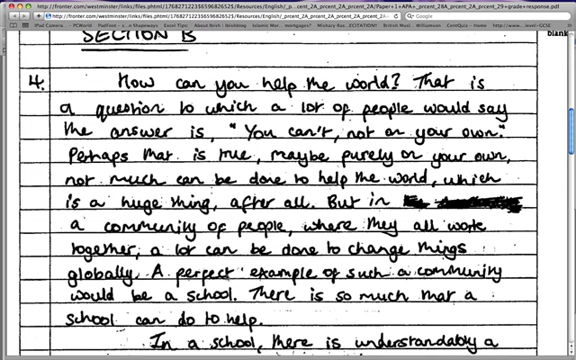 SECTION B
blank
4. How can you help the world? That is
a question to which a lot of people would say
the answer is, "You can't, not on your own."
Perhaps that is true, maybe purely on your own,
not much can be done to help the world, which
is a huge thing, after all. But in
a community of people, where they all work
together, a lot can be done to change things
globally. A perfect example of such a community
would be a school. There is so much that a
school can do to help.
In a school, there is understandably a